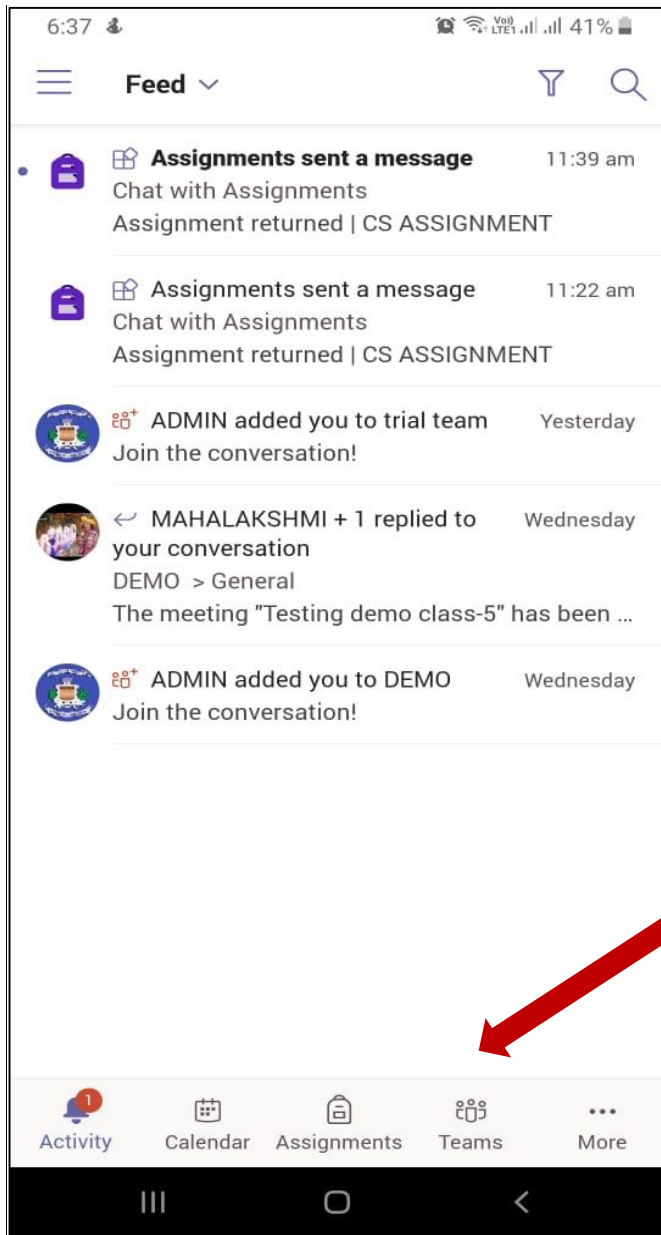 6:37 Vo)) LTE1 41%
Feed
Assignments sent a message 11:39 am
Chat with Assignments
Assignment returned | CS ASSIGNMENT
Assignments sent a message 11:22 am
Chat with Assignments
Assignment returned | CS ASSIGNMENT
ADMIN added you to trial team Yesterday
Join the conversation!
MAHALAKSHMI + 1 replied to Wednesday
your conversation
DEMO > General
The meeting "Testing demo class-5" has been ...
ADMIN added you to DEMO Wednesday
Join the conversation!
1
Activity Calendar Assignments Teams More